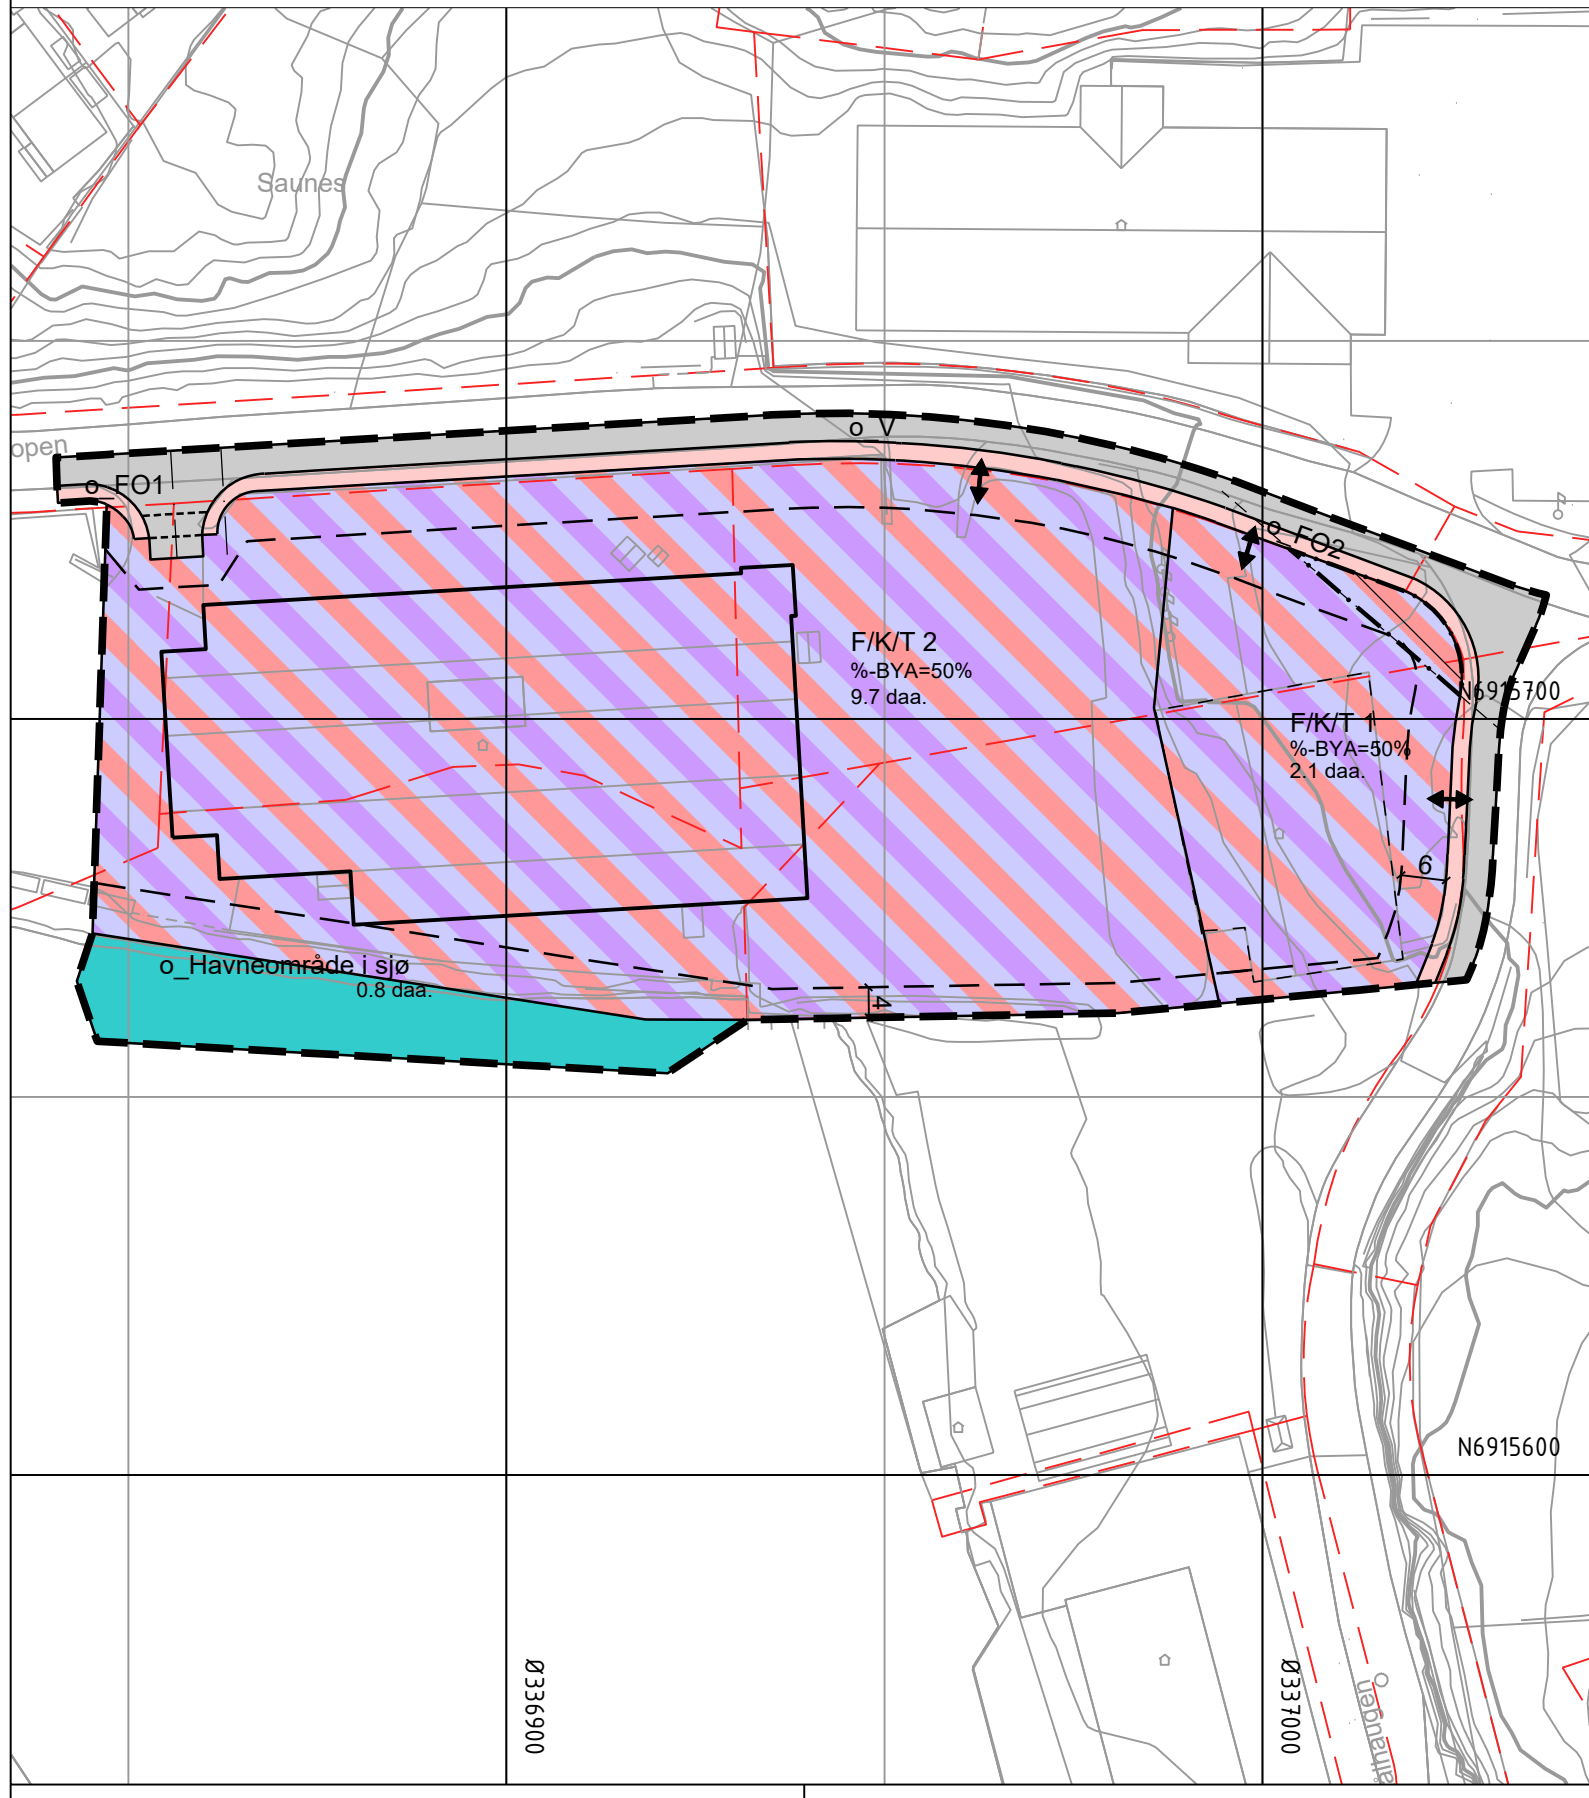 Saunes
open
o_V
o_FO1
o_FO2
F/K/T 2
%-BYA=50%
9.7 daa.
N6915700
F/K/T 1
%-BYA=50%
2.1 daa.
6
o_Havneområde i sjø
0.8 daa.
4
N6915600
Ø336900
Ø337000